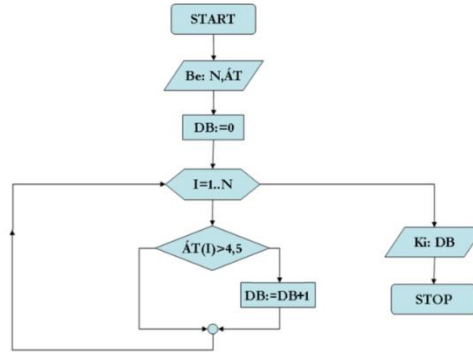 START
Be: N,ÁT
DB:=0
I=1..N
ÁT(I)>4,5
DB:=DB+1
Ki: DB
STOP